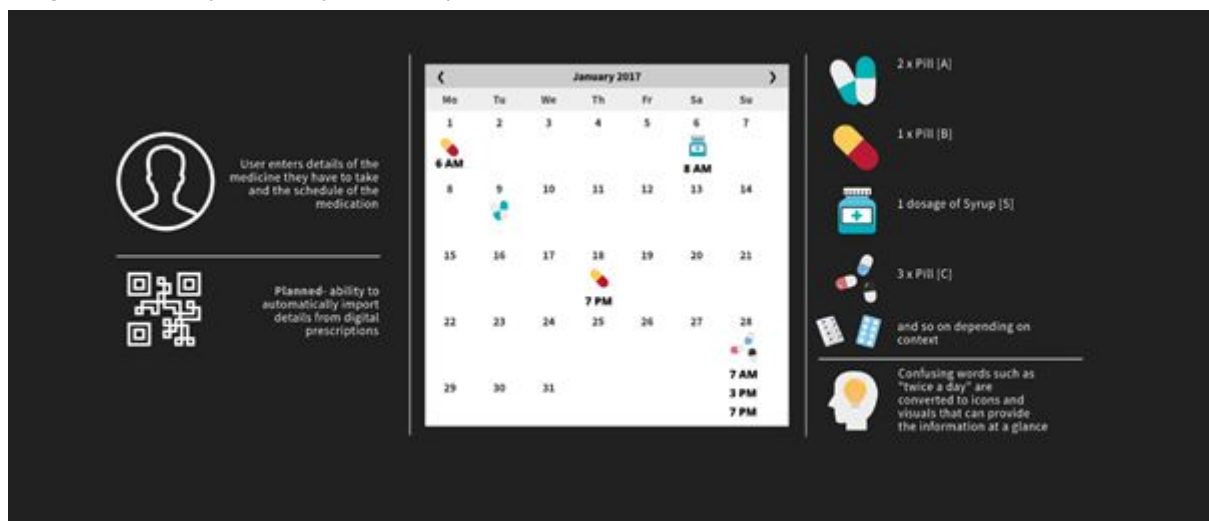 User enters details of the
medicine they have to take
and the schedule of the
medication
Planned- ability to
automatically import
details from digital
prescriptions
❮ January 2017 ❯
Mo Tu We Th Fr Sa Su
1 2 3 4 5 6 7
6 AM 8 AM
8 9 10 11 12 13 14
15 16 17 18 19 20 21
7 PM
22 23 24 25 26 27 28
7 AM
29 30 31
3 PM
7 PM
2 x Pill [A]
1 x Pill [B]
1 dosage of Syrup [S]
3 x Pill [C]
and so on depending on
context
Confusing words such as
"twice a day" are
converted to icons and
visuals that can provide
the information at a glance